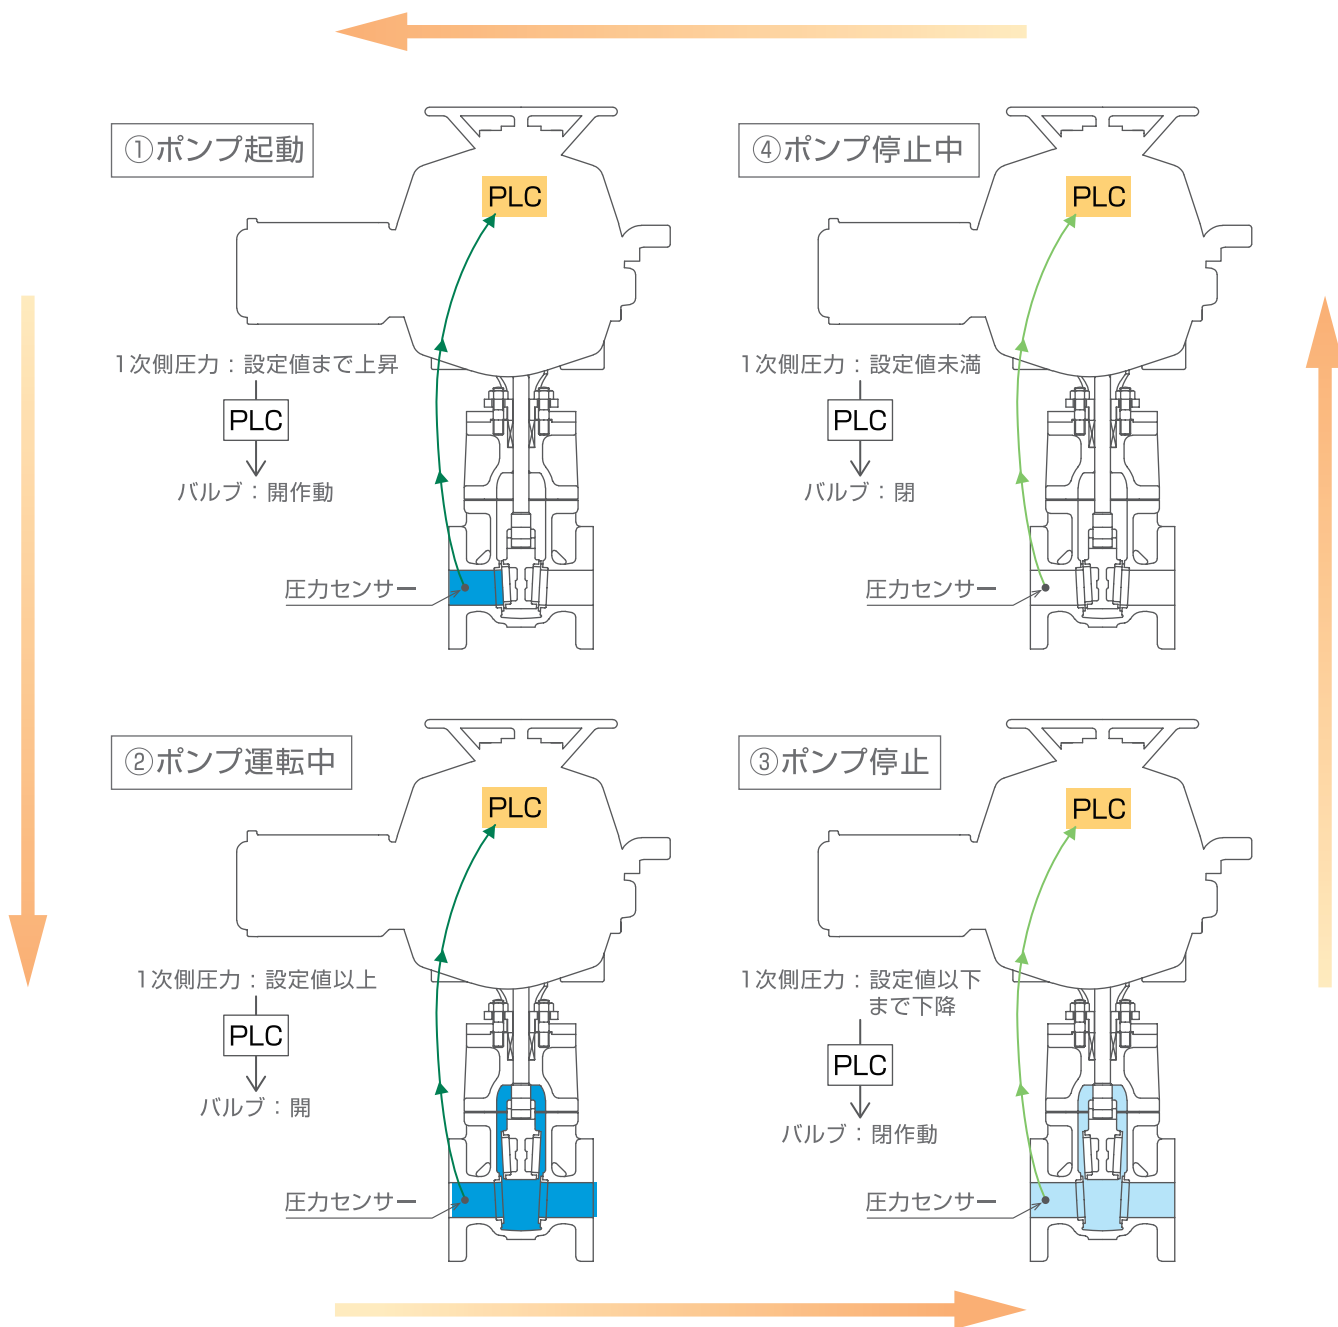 ①ポンプ起動
PLC
1次側圧力：設定値まで上昇
PLC
バルブ：開作動
圧力センサー
④ポンプ停止中
PLC
1次側圧力：設定値未満
PLC
バルブ：閉
圧力センサー
②ポンプ運転中
PLC
1次側圧力：設定値以上
PLC
バルブ：開
圧力センサー
③ポンプ停止
PLC
1次側圧力：設定値以下
まで下降
PLC
バルブ：閉作動
圧力センサー